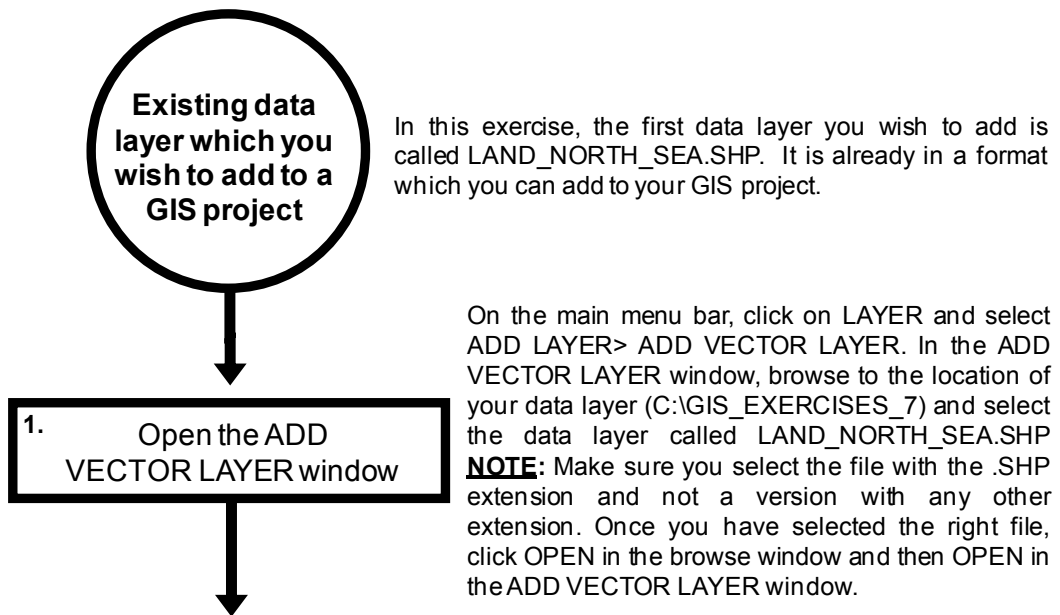 Existing data
layer which you
wish to add to a
GIS project
In this exercise, the first data layer you wish to add is
called LAND_NORTH_SEA.SHP. It is already in a format
which you can add to your GIS project.
1.
Open the ADD
VECTOR LAYER window
On the main menu bar, click on LAYER and select
ADD LAYER> ADD VECTOR LAYER. In the ADD
VECTOR LAYER window, browse to the location of
your data layer (C:\GIS_EXERCISES_7) and select
the data layer called LAND_NORTH_SEA.SHP
NOTE: Make sure you select the file with the .SHP
extension and not a version with any other
extension. Once you have selected the right file,
click OPEN in the browse window and then OPEN in
the ADD VECTOR LAYER window.